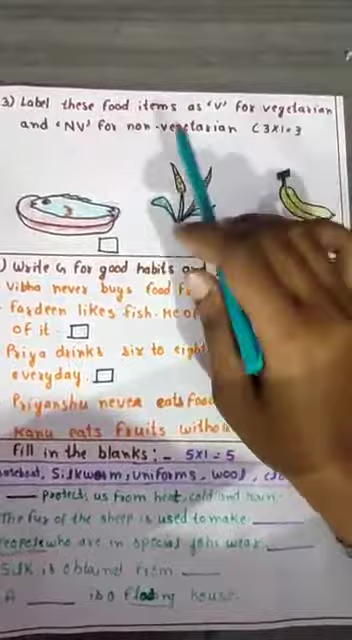 3) Label these food items as 'V' for vegetarian
and 'NV' for non-vegetarian (3X1=3
) Write G for good habits and
Vibha never buys food
Fardeen likes fish. He
of it.
Priya drinks six to eight
everyday.
Priyanshu never eats food
Kanu eats fruits witho
Fill in the blanks:- 5X1=5
Silkworm, uniforms, wool,
protects us from heat, cold and rain.
The fur of the sheep is used to make
People who are in special jobs wear
Silk is obtained from
A is a floating house.